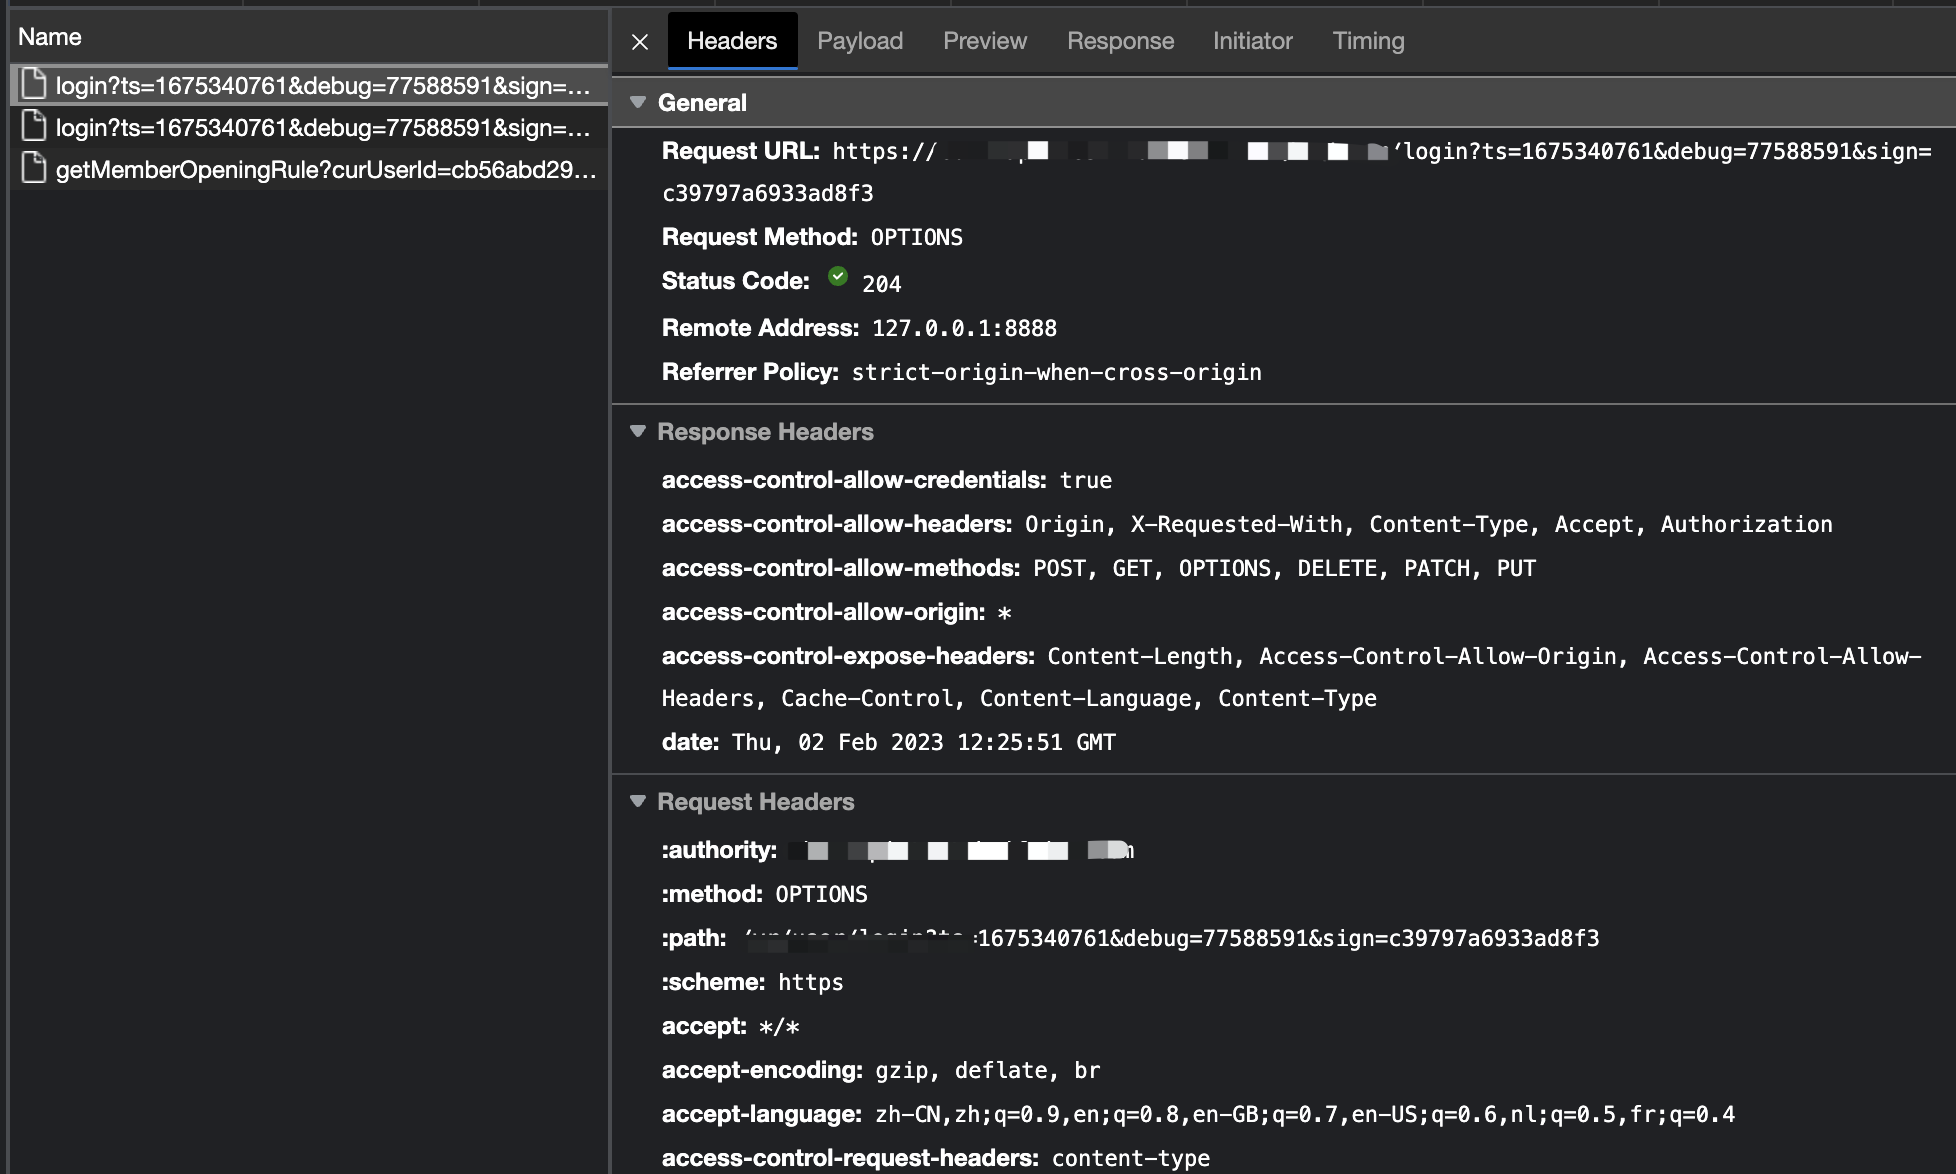 Name
login?ts=1675340761&debug=77588591&sign=...
login?ts=1675340761&debug=77588591&sign=...
getMemberOpeningRule?curUserId=cb56abd29...
Headers Payload Preview Response Initiator Timing
General
Request URL: https:// login?ts=1675340761&debug=77588591&sign=
c39797a6933ad8f3
Request Method: OPTIONS
Status Code: 204
Remote Address: 127.0.0.1:8888
Referrer Policy: strict-origin-when-cross-origin
Response Headers
access-control-allow-credentials: true
access-control-allow-headers: Origin, X-Requested-With, Content-Type, Accept, Authorization
access-control-allow-methods: POST, GET, OPTIONS, DELETE, PATCH, PUT
access-control-allow-origin: *
access-control-expose-headers: Content-Length, Access-Control-Allow-Origin, Access-Control-Allow-
Headers, Cache-Control, Content-Language, Content-Type
date: Thu, 02 Feb 2023 12:25:51 GMT
Request Headers
:authority:
:method: OPTIONS
:path: 1675340761&debug=77588591&sign=c39797a6933ad8f3
:scheme: https
accept: */*
accept-encoding: gzip, deflate, br
accept-language: zh-CN,zh;q=0.9,en;q=0.8,en-GB;q=0.7,en-US;q=0.6,nl;q=0.5,fr;q=0.4
access-control-request-headers: content-type